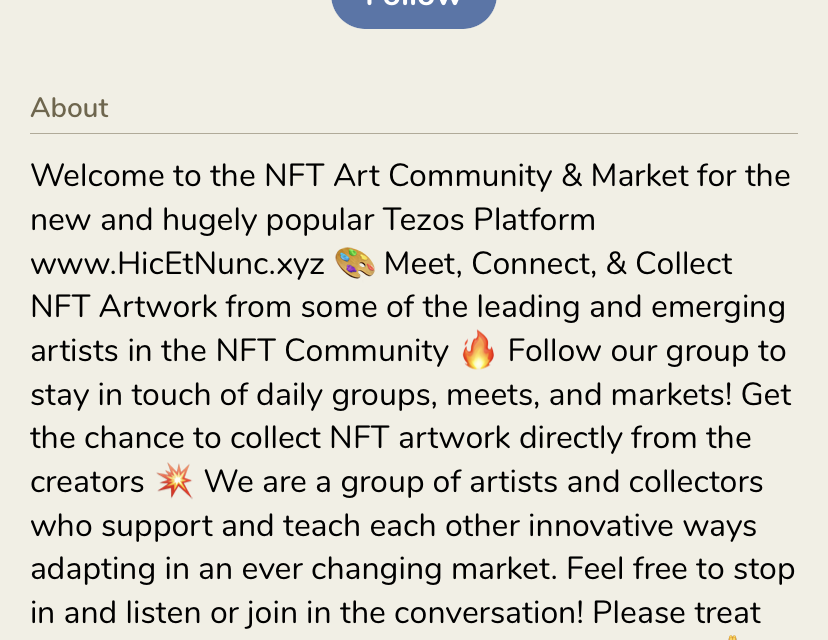 Follow
About
Welcome to the NFT Art Community & Market for the
new and hugely popular Tezos Platform
www.HicEtNunc.xyz 🎨 Meet, Connect, & Collect
NFT Artwork from some of the leading and emerging
artists in the NFT Community 🔥 Follow our group to
stay in touch of daily groups, meets, and markets! Get
the chance to collect NFT artwork directly from the
creators 💥 We are a group of artists and collectors
who support and teach each other innovative ways
adapting in an ever changing market. Feel free to stop
in and listen or join in the conversation! Please treat